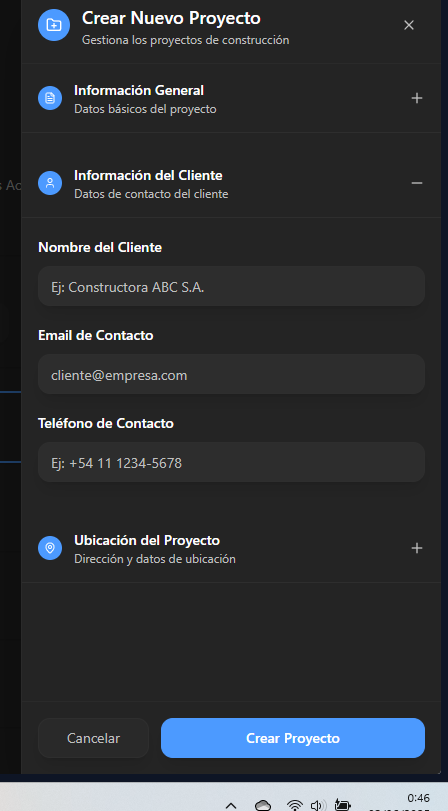 Crear Nuevo Proyecto
Gestiona los proyectos de construcción
Información General
Datos básicos del proyecto
Información del Cliente
Datos de contacto del cliente
Nombre del Cliente
Ej: Constructora ABC S.A.
Email de Contacto
cliente@empresa.com
Teléfono de Contacto
Ej: +54 11 1234-5678
Ubicación del Proyecto
Dirección y datos de ubicación
Cancelar
Crear Proyecto
0:46